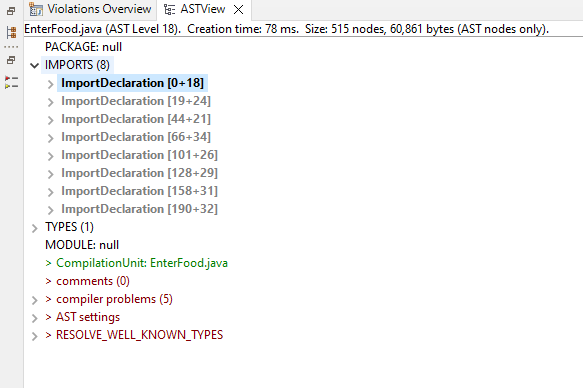 Violations Overview ASTView
EnterFood.java (AST Level 18). Creation time: 78 ms. Size: 515 nodes, 60,861 bytes (AST nodes only).
PACKAGE: null
IMPORTS (8)
ImportDeclaration [0+18]
ImportDeclaration [19+24]
ImportDeclaration [44+21]
ImportDeclaration [66+34]
ImportDeclaration [101+26]
ImportDeclaration [128+29]
ImportDeclaration [158+31]
ImportDeclaration [190+32]
TYPES (1)
MODULE: null
> CompilationUnit: EnterFood.java
> comments (0)
> compiler problems (5)
> AST settings
> RESOLVE_WELL_KNOWN_TYPES